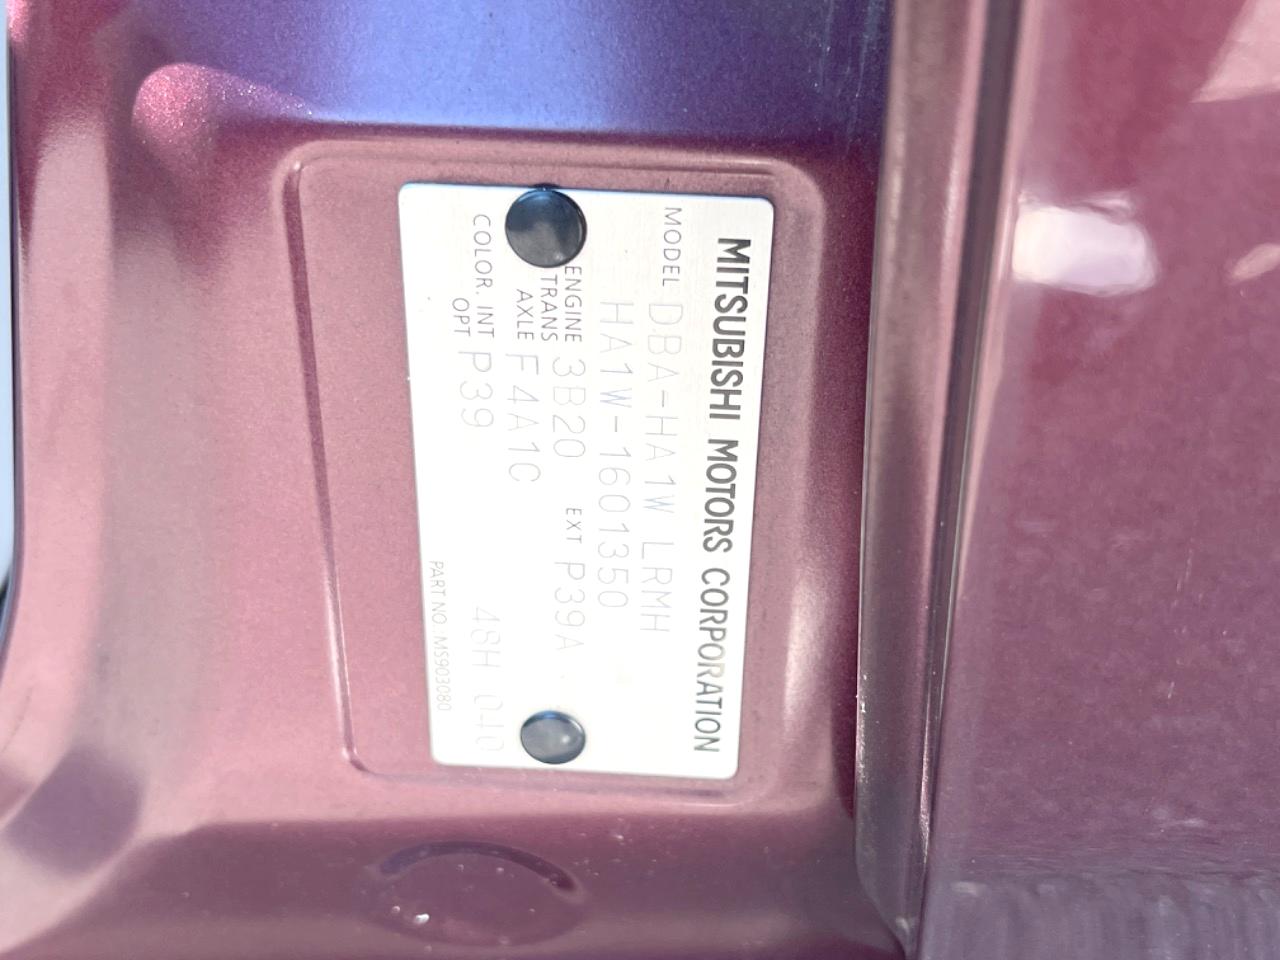 MITSUBISHI MOTORS CORPORATION
MODEL DBA-HA1W LRMH
HA1W-1601350
ENGINE 3B20 EXT P39A
TRANS AXLE F4A1C
COLOR. INT OPT P39 48H 040
PART NO. MS903080